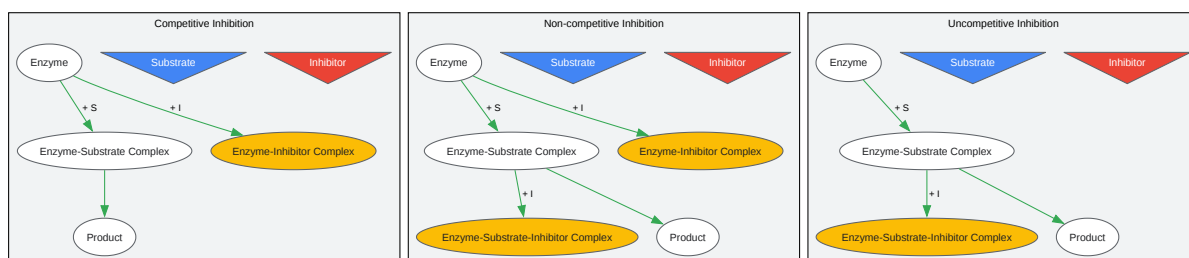 Competitive Inhibition
Enzyme
Substrate
Inhibitor
+ S
+ I
Enzyme-Substrate Complex
Enzyme-Inhibitor Complex
Product
Non-competitive Inhibition
Enzyme
Substrate
Inhibitor
+ S
+ I
Enzyme-Substrate Complex
Enzyme-Inhibitor Complex
+ I
Enzyme-Substrate-Inhibitor Complex
Product
Uncompetitive Inhibition
Enzyme
Substrate
Inhibitor
+ S
Enzyme-Substrate Complex
+ I
Enzyme-Substrate-Inhibitor Complex
Product